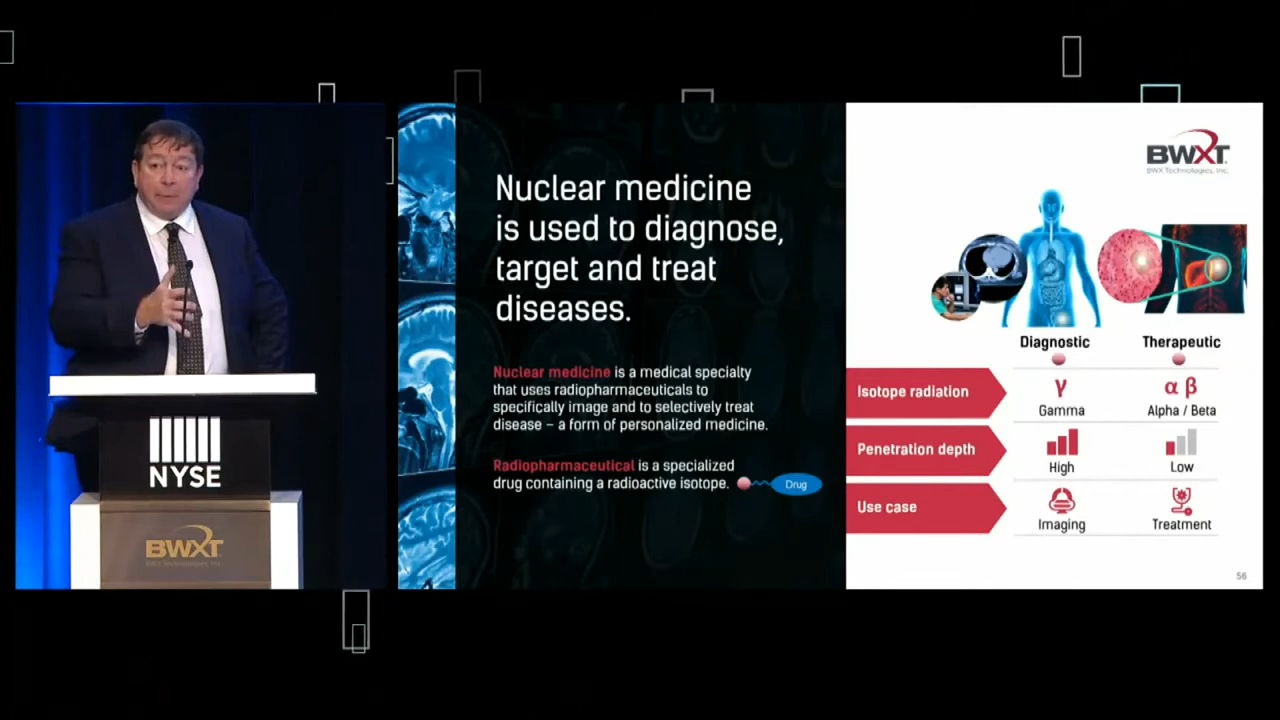 NYSE
BWXT
BWX Technologies, Inc.
Nuclear medicine
is used to diagnose,
target and treat
diseases.
Nuclear medicine is a medical specialty
that uses radiopharmaceuticals to
specifically image and to selectively treat
disease – a form of personalized medicine.
Radiopharmaceutical is a specialized
drug containing a radioactive isotope.
Drug
BWXT
BWX Technologies, Inc.
Diagnostic
Therapeutic
Isotope radiation
γ
α β
Gamma
Alpha / Beta
Penetration depth
High
Low
Use case
Imaging
Treatment
56